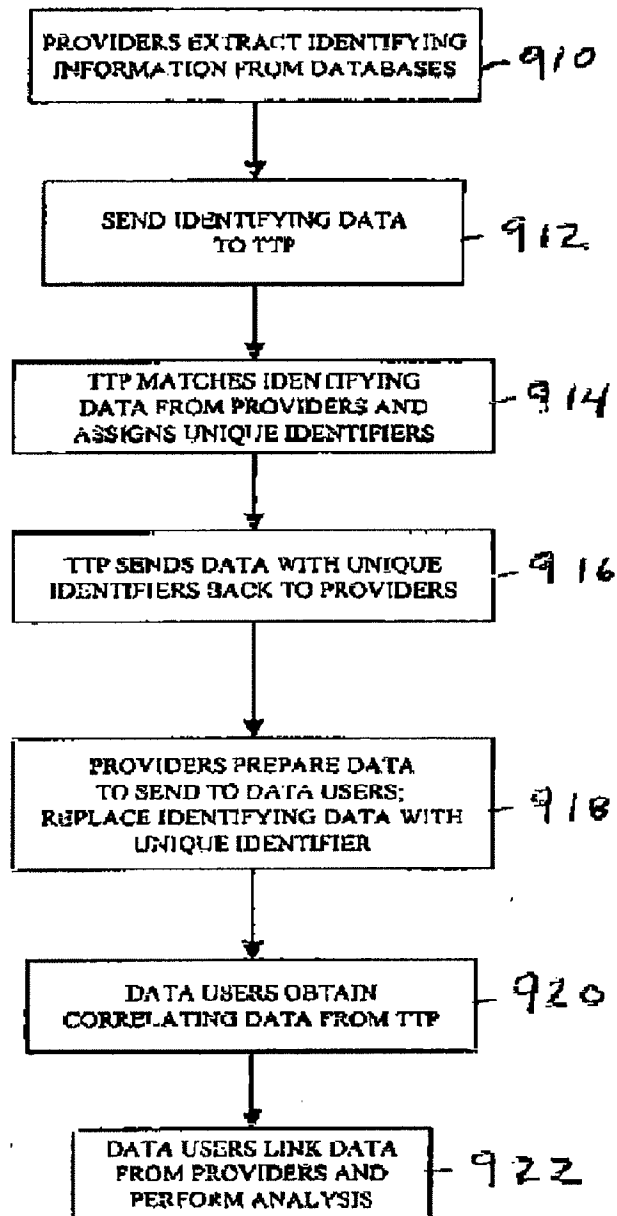 PROVIDERS EXTRACT IDENTIFYING
INFORMATION FROM DATABASES
910
SEND IDENTIFYING DATA
TO TTP
912
TTP MATCHES IDENTIFYING
DATA FROM PROVIDERS AND
ASSIGNS UNIQUE IDENTIFIERS
914
TTP SENDS DATA WITH UNIQUE
IDENTIFIERS BACK TO PROVIDERS
916
PROVIDERS PREPARE DATA
TO SEND TO DATA USERS;
REPLACE IDENTIFYING DATA WITH
UNIQUE IDENTIFIER
918
DATA USERS OBTAIN
CORRELATING DATA FROM TTP
920
DATA USERS LINK DATA
FROM PROVIDERS AND
PERFORM ANALYSIS
922